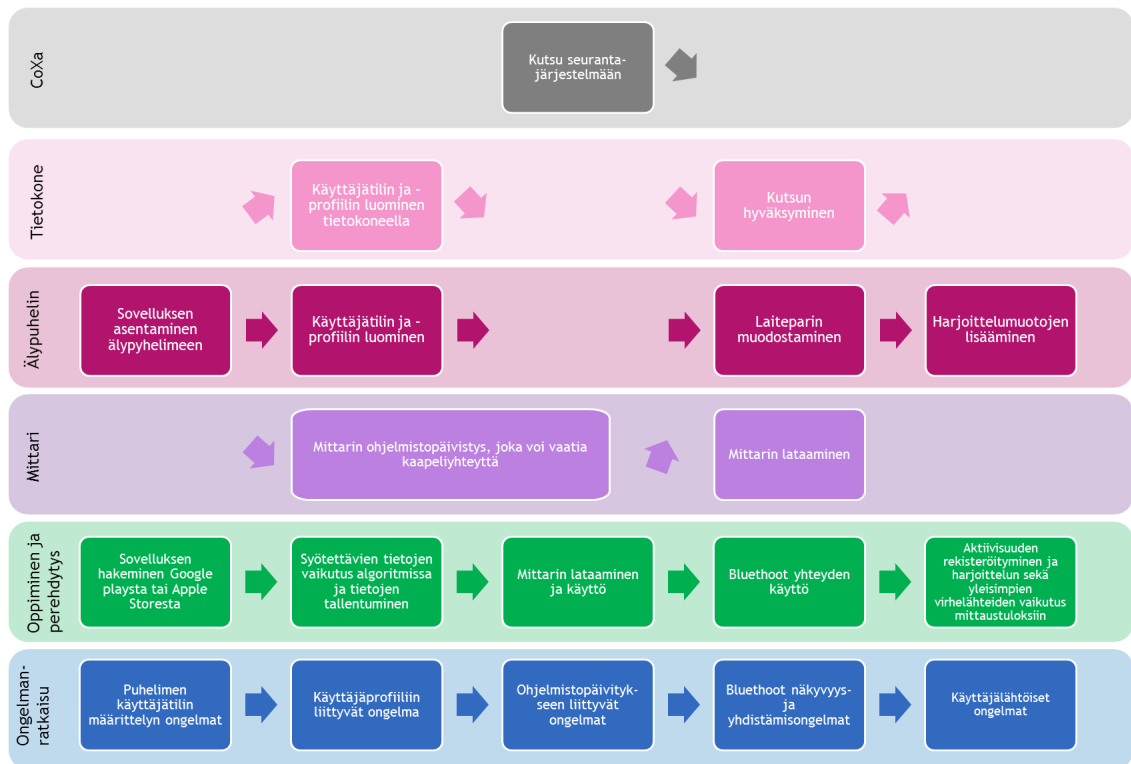 CoXa
Kutsu seuranta-
järjestelmään
Tietokone
Käyttäjätilin ja -
profiilin luominen
tietokoneella
Kutsun
hyväksyminen
Älypuhelin
Sovelluksen
asentaminen
älypyhelimeen
Käyttäjätilin ja -
profiilin luominen
Laiteparin
muodostaminen
Harjoittelumuotojen
lisääminen
Mittari
Mittarin ohjelmistopäivistys, joka voi vaatia
kaapeliyhteyttä
Mittarin lataaminen
Oppiminen ja
perehdytys
Sovelluksen
hakeminen Google
playsta tai Apple
Storesta
Syötettävien tietojen
vaikutus algoritmissa
ja tietojen
tallentuminen
Mittarin lataaminen
ja käyttö
Bluethoot yhteyden
käyttö
Aktiivisuuden
rekisteröityminen ja
harjoittelun sekä
yleisimpien
virhelähteiden vaikutus
mittaustuloksiin
Ongelman-
ratkaisu
Puhelimen
käyttäjätilin
määrittelyn ongelmat
Käyttäjäprofiiliin
liittyvät ongelma
Ohjelmistopäivityk-
seen liittyvät
ongelmat
Bluethoot näkyvyys-
ja
yhdistämisongelmat
Käyttäjälähtöiset
ongelmat